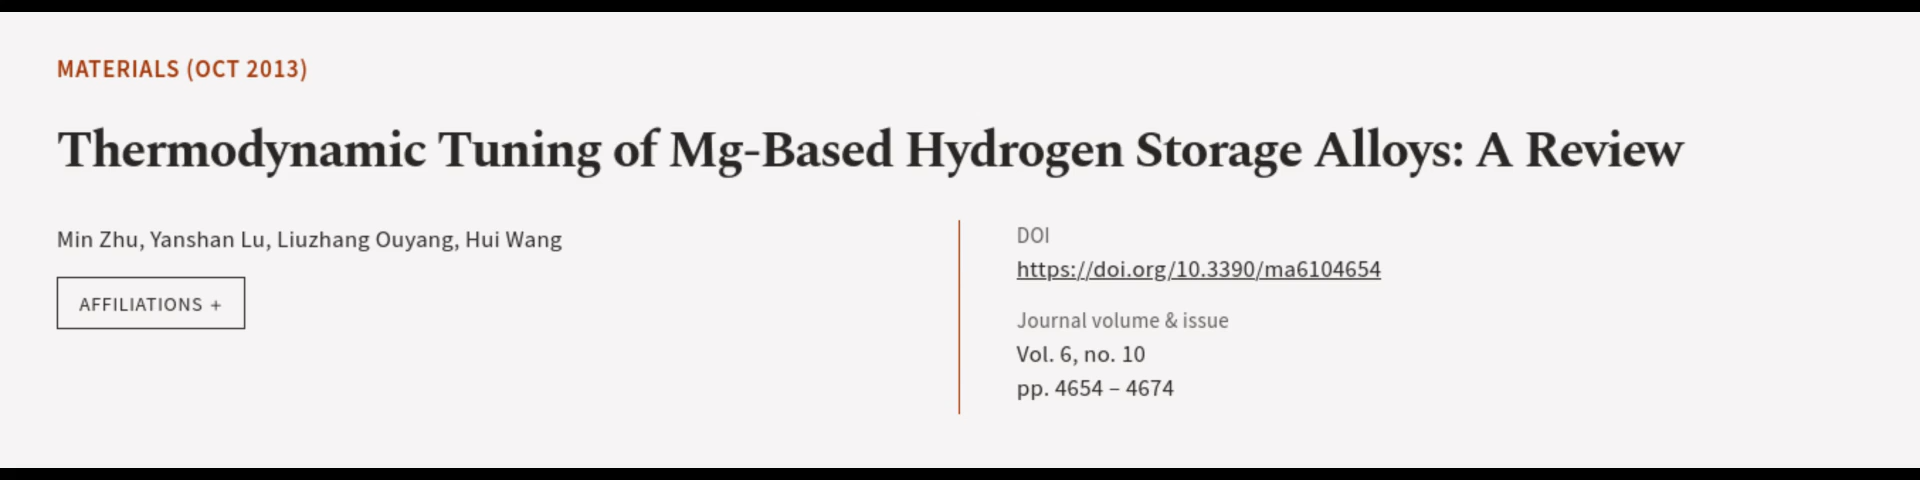 MATERIALS (OCT 2013)
Thermodynamic Tuning of Mg-Based Hydrogen Storage Alloys: A Review
Min Zhu, Yanshan Lu, Liuzhang Ouyang, Hui Wang
AFFILIATIONS +
DOI
https://doi.org/10.3390/ma6104654
Journal volume & issue
Vol. 6, no. 10
pp. 4654 – 4674